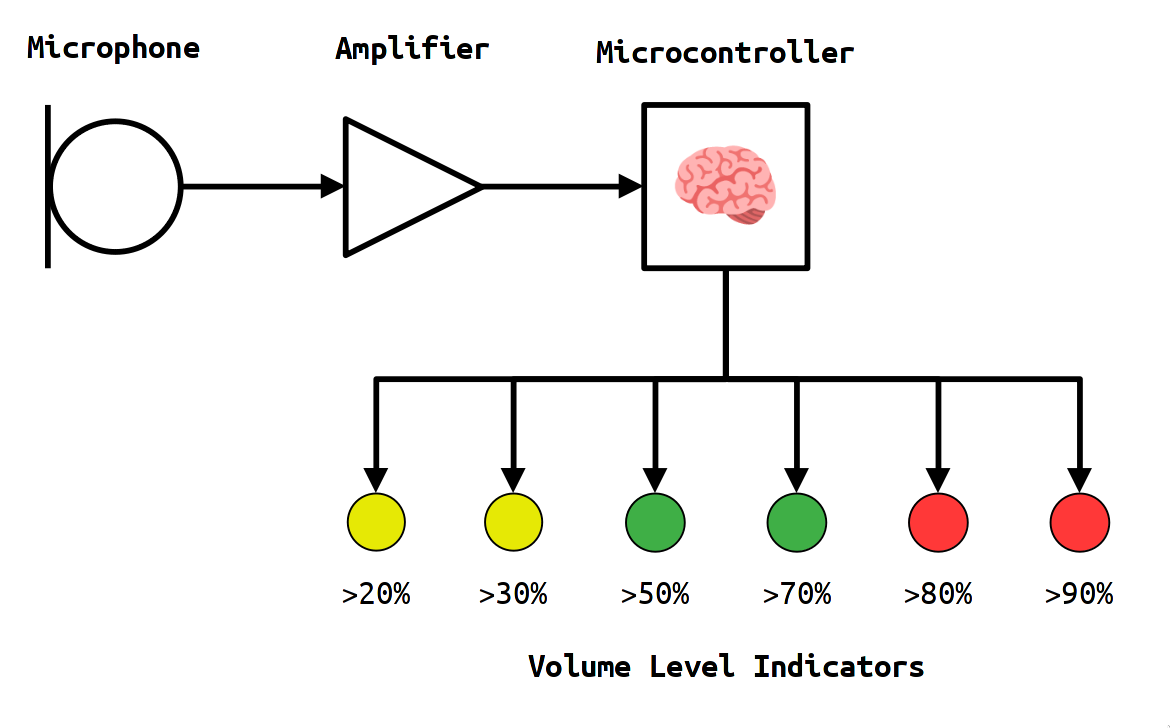 Microphone
Amplifier
Microcontroller
>20%
>30%
>50%
>70%
>80%
>90%
Volume Level Indicators